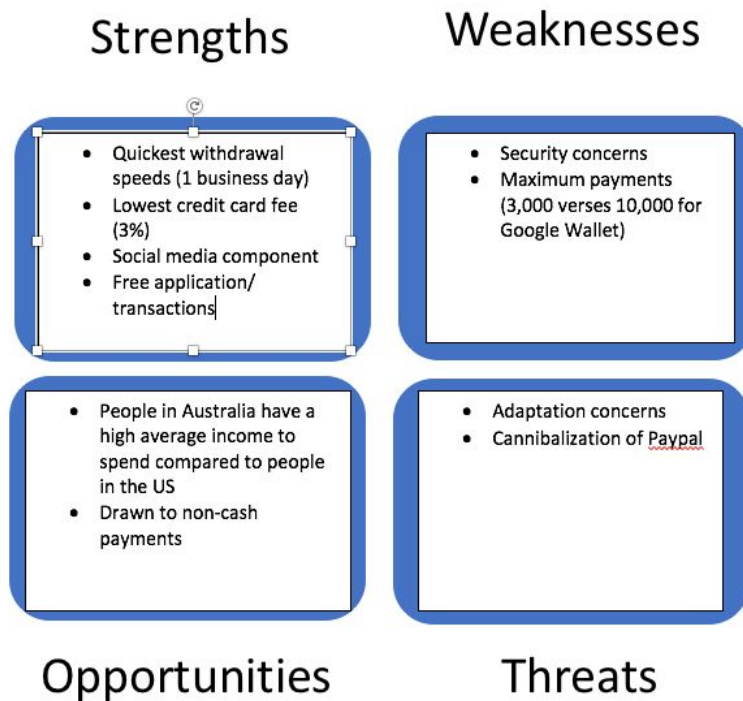 Strengths
Weaknesses
• Quickest withdrawal
speeds (1 business day)
• Lowest credit card fee
(3%)
• Social media component
• Free application/
transactions
• Security concerns
• Maximum payments
(3,000 verses 10,000 for
Google Wallet)
• People in Australia have a
high average income to
spend compared to people
in the US
• Drawn to non-cash
payments
• Adaptation concerns
• Cannibalization of Paypal
Opportunities
Threats